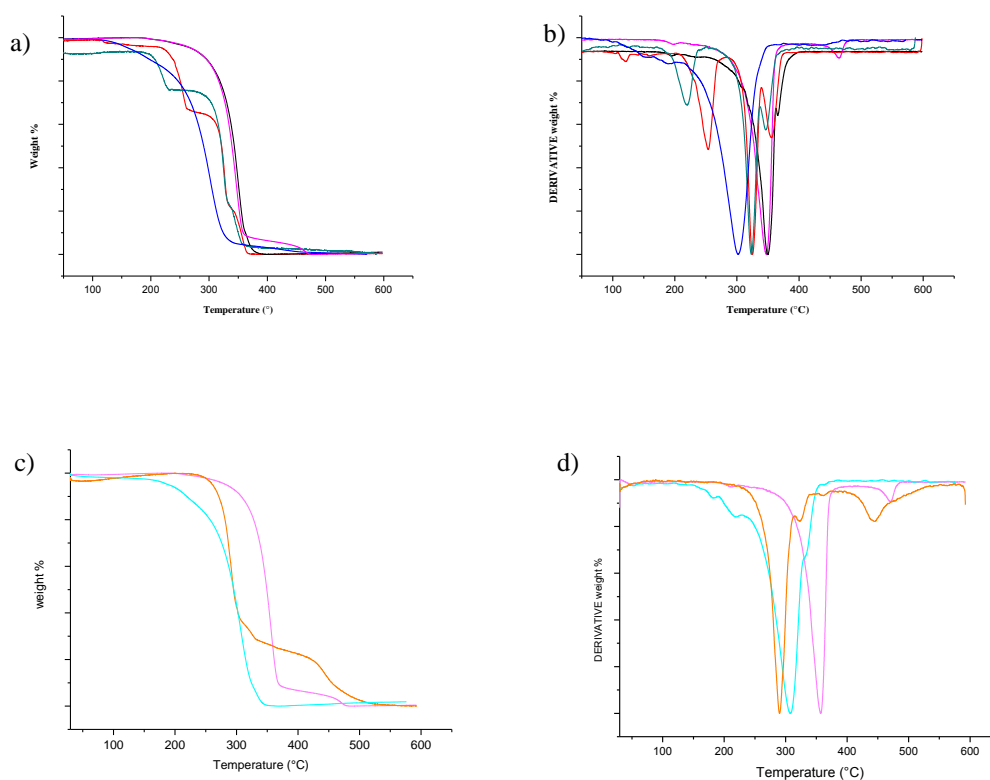 a)
Weight %
100 200 300 400 500 600
Temperature (°)
b)
DERIVATIVE weight %
100 200 300 400 500 600
Temperature (°C)
c)
weight %
100 200 300 400 500 600
Temperature (°C)
d)
DERIVATIVE weight %
100 200 300 400 500 600
Temperature (°C)